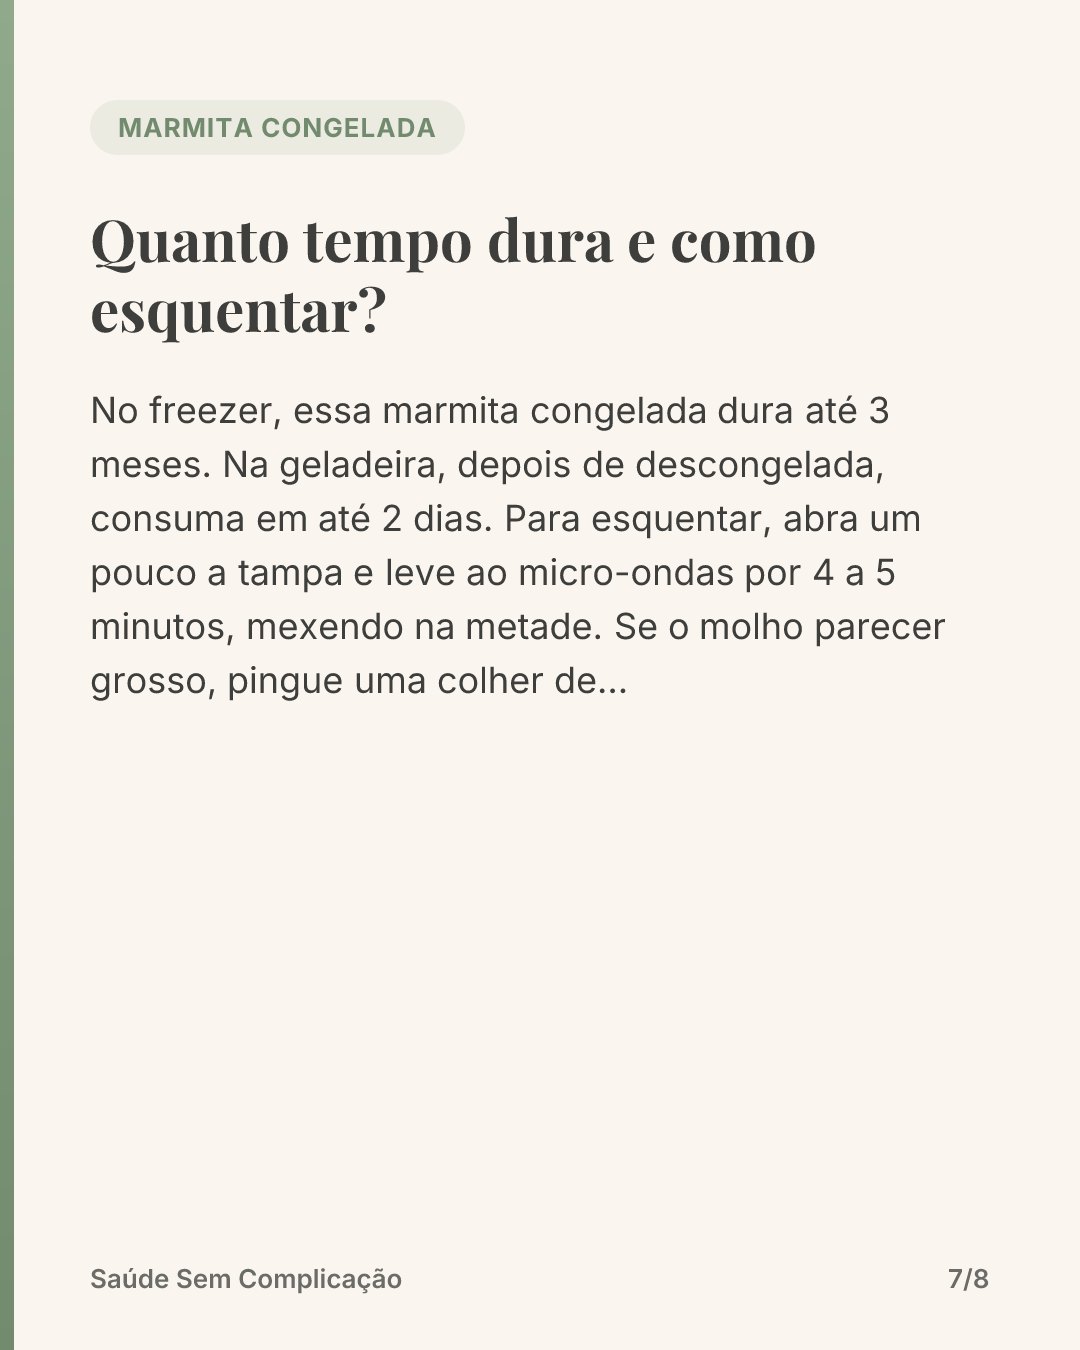 MARMITA CONGELADA
Quanto tempo dura e como
esquentar?
No freezer, essa marmita congelada dura até 3
meses. Na geladeira, depois de descongelada,
consuma em até 2 dias. Para esquentar, abra um
pouco a tampa e leve ao micro-ondas por 4 a 5
minutos, mexendo na metade. Se o molho parecer
grosso, pingue uma colher de...
Saúde Sem Complicação
7/8